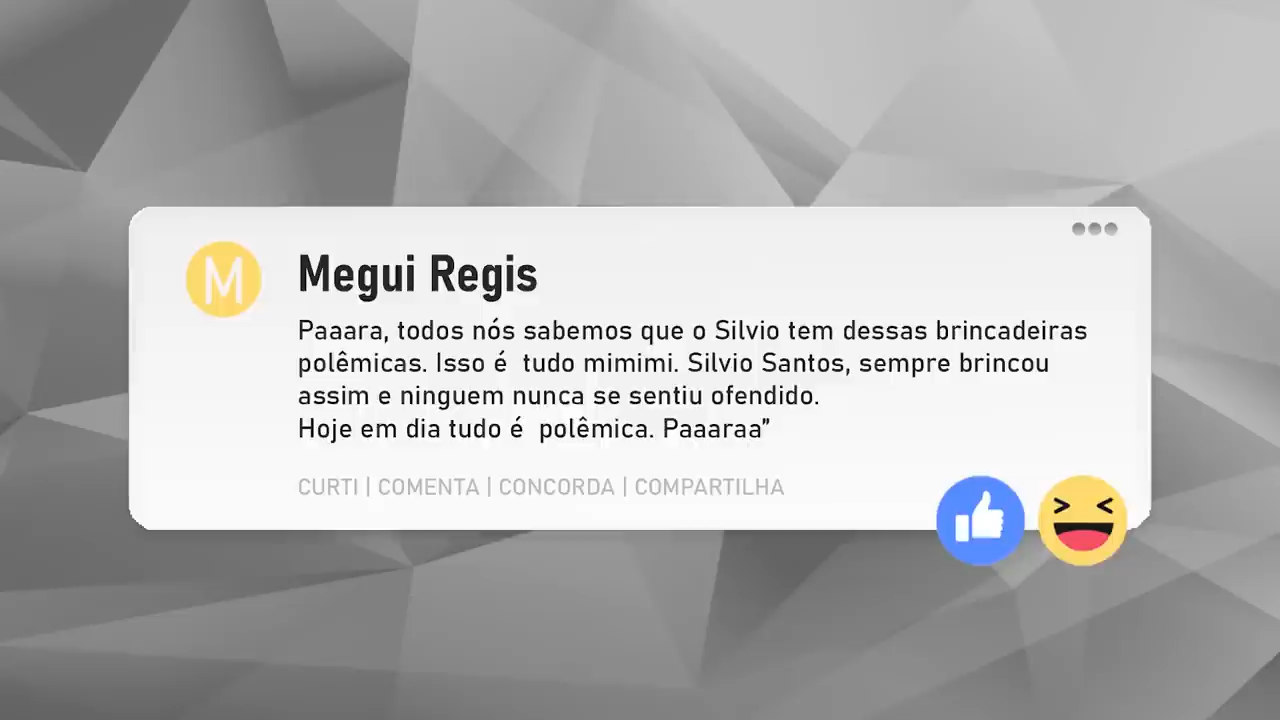 M
Megui Regis
Paaara, todos nós sabemos que o Silvio tem dessas brincadeiras
polêmicas. Isso é  tudo mimimi. Silvio Santos, sempre brincou
assim e ninguem nunca se sentiu ofendido.
Hoje em dia tudo é  polêmica. Paaaraa”
CURTI | COMENTA | CONCORDA | COMPARTILHA